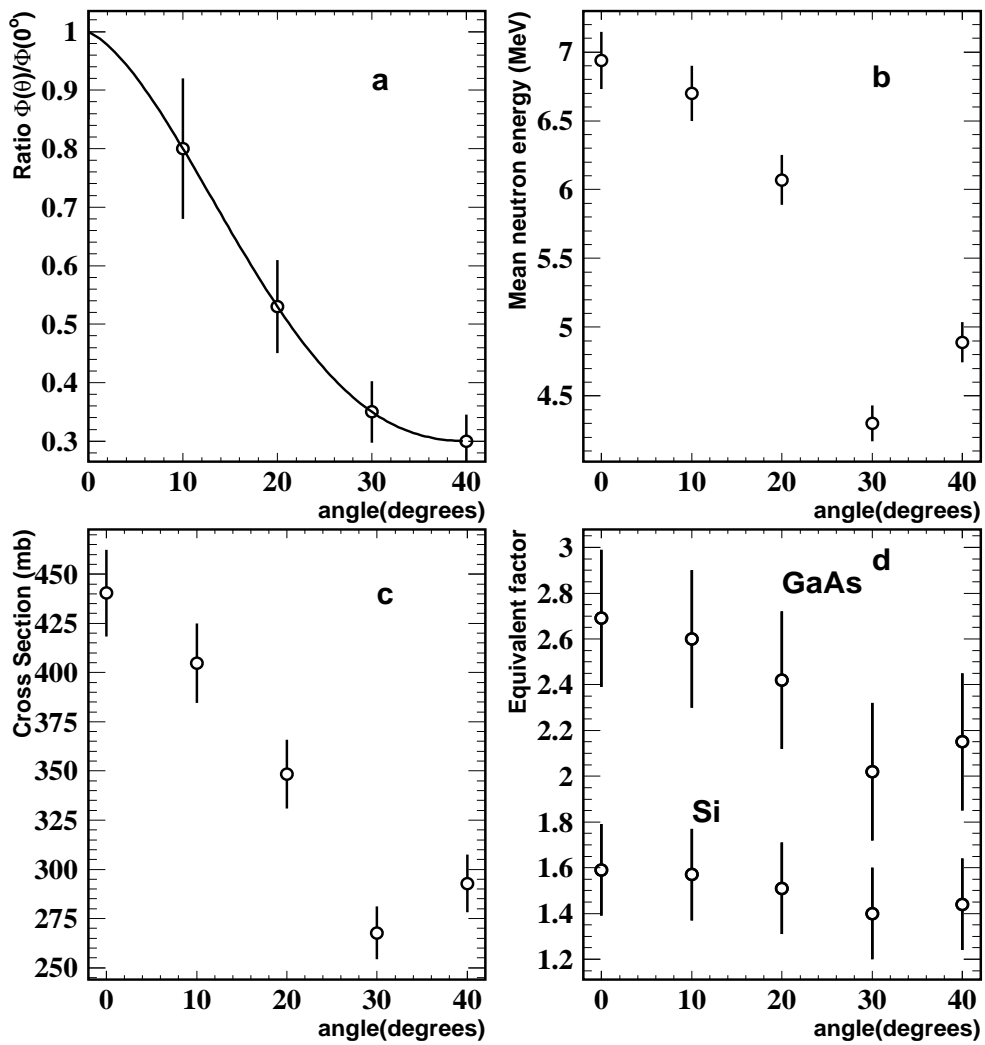 Ratio Φ(θ)/Φ(0°)
1
0.9
0.8
0.7
0.6
0.5
0.4
0.3
a
0 10 20 30 40
angle(degrees)
Mean neutron energy (MeV)
7
6.5
6
5.5
5
4.5
b
0 10 20 30 40
angle(degrees)
Cross Section (mb)
450
425
400
375
350
325
300
275
250
c
0 10 20 30 40
angle(degrees)
Equivalent factor
3
2.8
2.6
2.4
2.2
2
1.8
1.6
1.4
1.2
d
GaAs
Si
0 10 20 30 40
angle(degrees)